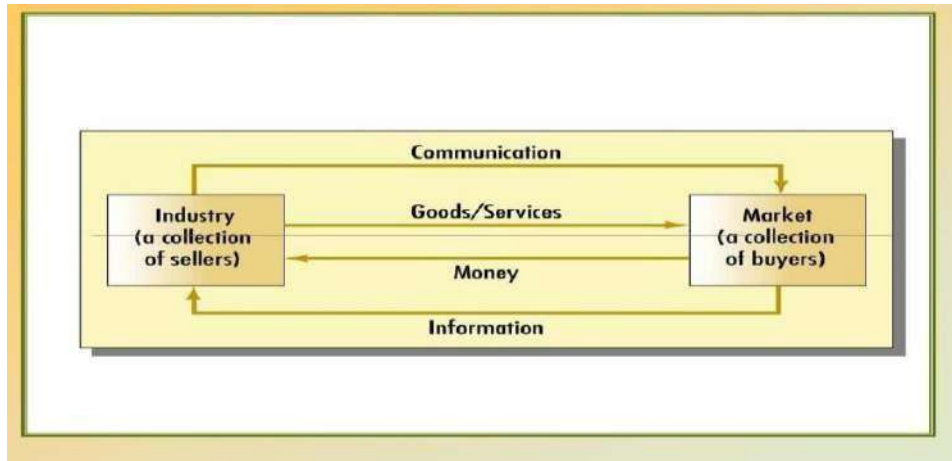 Communication
Goods/Services
Industry
(a collection
of sellers)
Market
(a collection
of buyers)
Money
Information